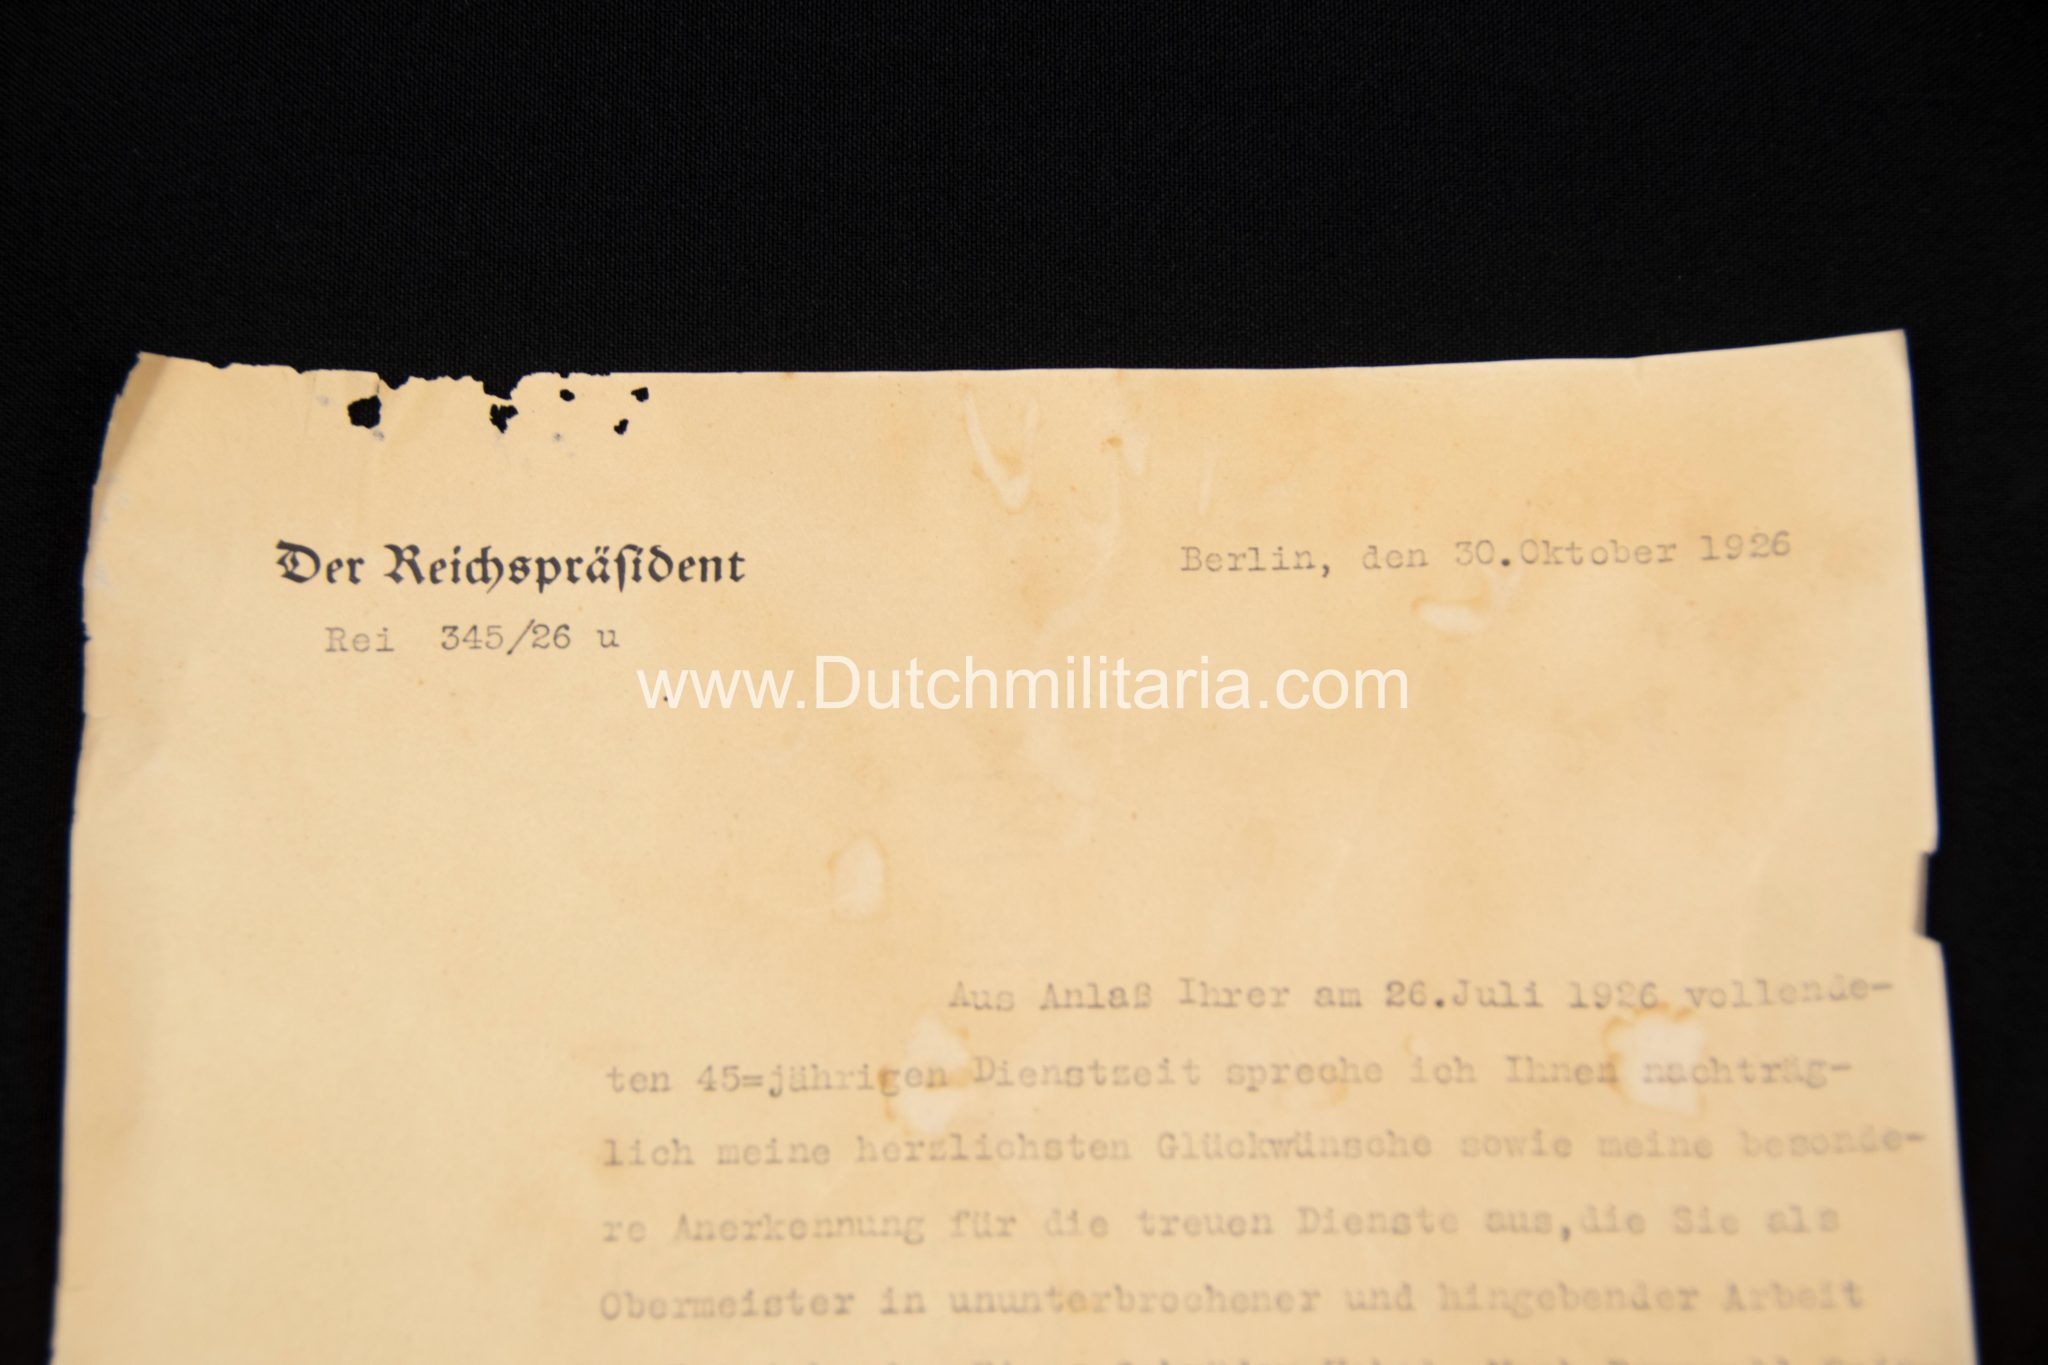 Der Reichspräsident
Berlin, den 30.Oktober 1926
Rei 345/26 u
www.Dutchmilitaria.com
Aus Anlaß Ihrer am 26.Juli 1926 vollende-
ten 45=jährigen Dienstzeit spreche ich Ihnen nachträg-
lich meine herzlichsten Glückwünsche sowie meine besonde-
re Anerkennung für die treuen Dienste aus,die Sie als
Obermeister in ununterbrochener und hingebender Arbeit